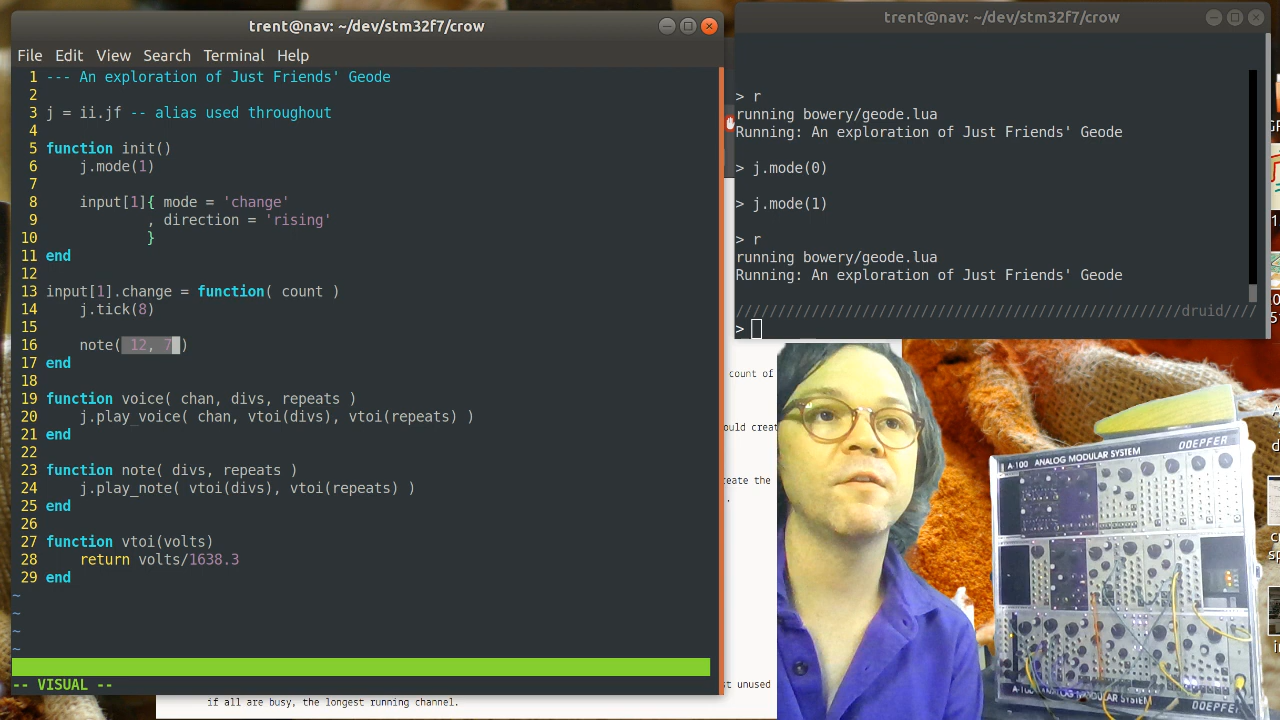 trent@nav: ~/dev/stm32f7/crow
File Edit View Search Terminal Help
1 --- An exploration of Just Friends' Geode
2
3 j = ii.jf -- alias used throughout
4
5 function init()
6 j.mode(1)
7
8 input[1]{ mode = 'change'
9 , direction = 'rising'
10 }
11 end
12
13 input[1].change = function( count )
14 j.tick(8)
15
16 note( 12, 7 )
17 end
18
19 function voice( chan, divs, repeats )
20 j.play_voice( chan, vtoi(divs), vtoi(repeats) )
21 end
22
23 function note( divs, repeats )
24 j.play_note( vtoi(divs), vtoi(repeats) )
25 end
26
27 function vtoi(volts)
28 return volts/1638.3
29 end
~
~
~
~
-- VISUAL --
trent@nav: ~/dev/stm32f7/crow
> r
running bowery/geode.lua
Running: An exploration of Just Friends' Geode
> j.mode(0)
> j.mode(1)
> r
running bowery/geode.lua
Running: An exploration of Just Friends' Geode
//////////////////////////////////////////////////////druid////
>
count of
the
unused
if all are busy, the longest running channel.
A-100 ANALOG MODULAR SYSTEM DOEPFER
A-100 ANALOG MODULAR SYSTEM DOEPFER